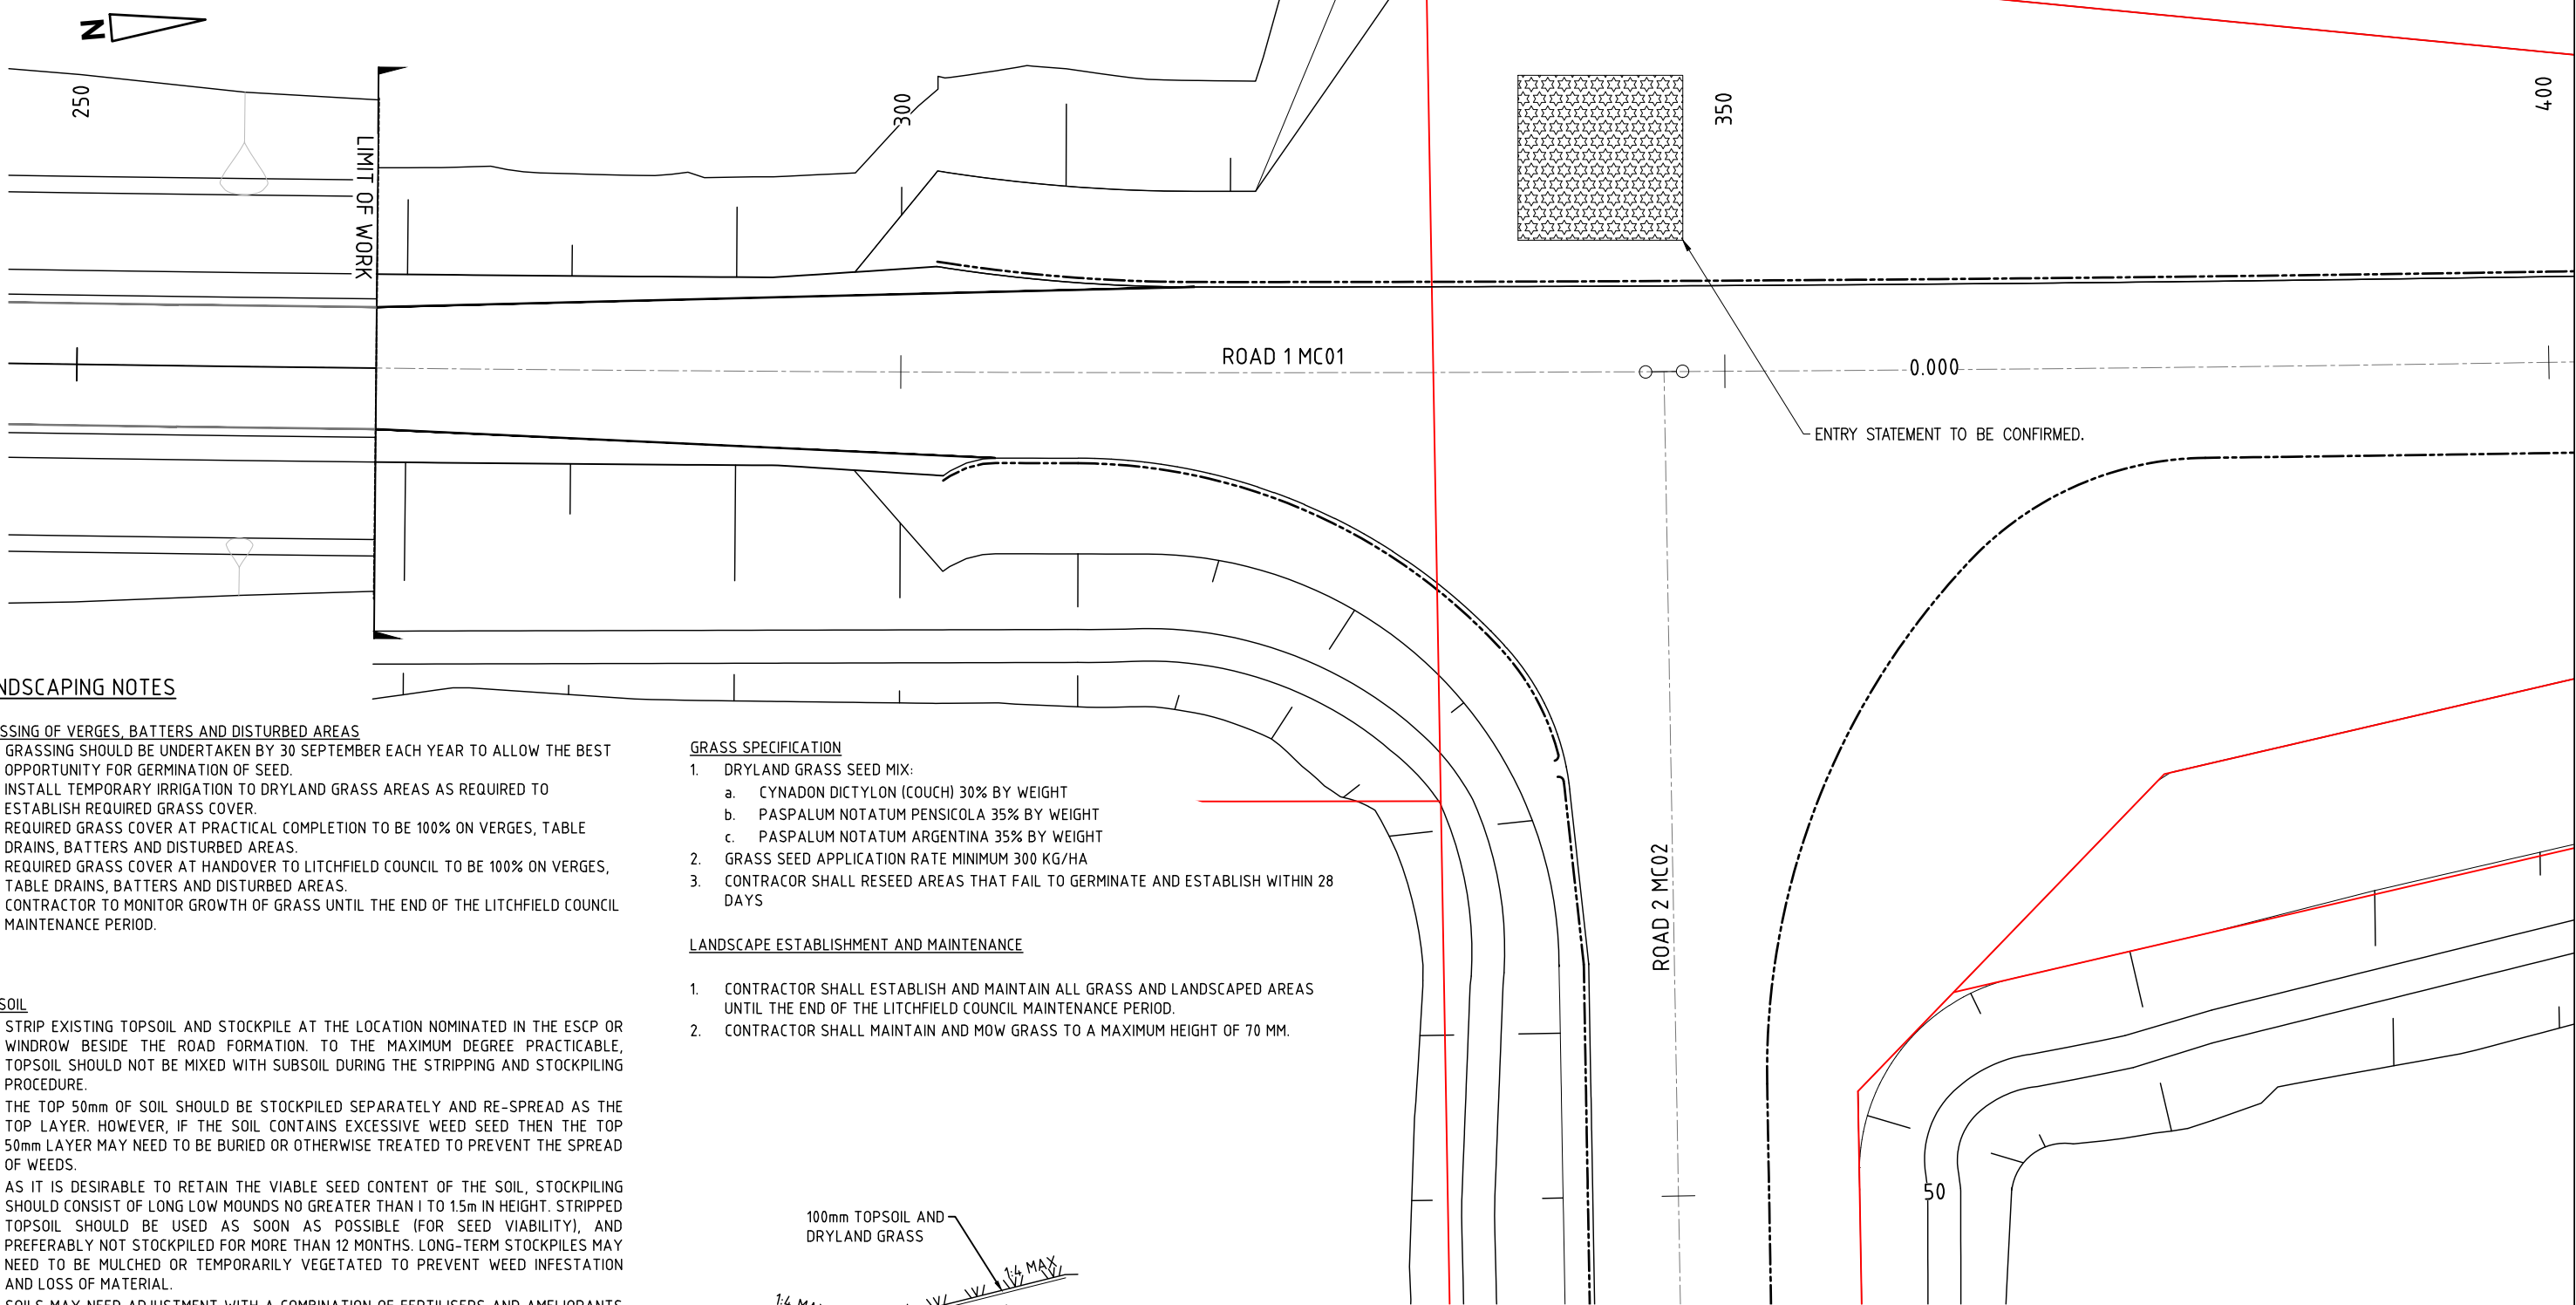 N
250
300
350
400
LIMIT OF WORK
ROAD 1 MC01
0.000
ENTRY STATEMENT TO BE CONFIRMED.
ROAD 2 MC02
50
NDSCAPING NOTES
SSING OF VERGES, BATTERS AND DISTURBED AREAS
GRASSING SHOULD BE UNDERTAKEN BY 30 SEPTEMBER EACH YEAR TO ALLOW THE BEST
OPPORTUNITY FOR GERMINATION OF SEED.
INSTALL TEMPORARY IRRIGATION TO DRYLAND GRASS AREAS AS REQUIRED TO
ESTABLISH REQUIRED GRASS COVER.
REQUIRED GRASS COVER AT PRACTICAL COMPLETION TO BE 100% ON VERGES, TABLE
DRAINS, BATTERS AND DISTURBED AREAS.
REQUIRED GRASS COVER AT HANDOVER TO LITCHFIELD COUNCIL TO BE 100% ON VERGES,
TABLE DRAINS, BATTERS AND DISTURBED AREAS.
CONTRACTOR TO MONITOR GROWTH OF GRASS UNTIL THE END OF THE LITCHFIELD COUNCIL
MAINTENANCE PERIOD.
SOIL
STRIP EXISTING TOPSOIL AND STOCKPILE AT THE LOCATION NOMINATED IN THE ESCP OR
WINDROW BESIDE THE ROAD FORMATION. TO THE MAXIMUM DEGREE PRACTICABLE,
TOPSOIL SHOULD NOT BE MIXED WITH SUBSOIL DURING THE STRIPPING AND STOCKPILING
PROCEDURE.
THE TOP 50mm OF SOIL SHOULD BE STOCKPILED SEPARATELY AND RE-SPREAD AS THE
TOP LAYER. HOWEVER, IF THE SOIL CONTAINS EXCESSIVE WEED SEED THEN THE TOP
50mm LAYER MAY NEED TO BE BURIED OR OTHERWISE TREATED TO PREVENT THE SPREAD
OF WEEDS.
AS IT IS DESIRABLE TO RETAIN THE VIABLE SEED CONTENT OF THE SOIL, STOCKPILING
SHOULD CONSIST OF LONG LOW MOUNDS NO GREATER THAN I TO 1.5m IN HEIGHT. STRIPPED
TOPSOIL SHOULD BE USED AS SOON AS POSSIBLE (FOR SEED VIABILITY), AND
PREFERABLY NOT STOCKPILED FOR MORE THAN 12 MONTHS. LONG-TERM STOCKPILES MAY
NEED TO BE MULCHED OR TEMPORARILY VEGETATED TO PREVENT WEED INFESTATION
AND LOSS OF MATERIAL.
SOILS MAY NEED ADJUSTMENT WITH A COMBINATION OF FERTILISERS AND AMELIORANTS
GRASS SPECIFICATION
1. DRYLAND GRASS SEED MIX:
a. CYNADON DICTYLON (COUCH) 30% BY WEIGHT
b. PASPALUM NOTATUM PENSICOLA 35% BY WEIGHT
c. PASPALUM NOTATUM ARGENTINA 35% BY WEIGHT
2. GRASS SEED APPLICATION RATE MINIMUM 300 KG/HA
3. CONTRACOR SHALL RESEED AREAS THAT FAIL TO GERMINATE AND ESTABLISH WITHIN 28
DAYS
LANDSCAPE ESTABLISHMENT AND MAINTENANCE
1. CONTRACTOR SHALL ESTABLISH AND MAINTAIN ALL GRASS AND LANDSCAPED AREAS
UNTIL THE END OF THE LITCHFIELD COUNCIL MAINTENANCE PERIOD.
2. CONTRACTOR SHALL MAINTAIN AND MOW GRASS TO A MAXIMUM HEIGHT OF 70 MM.
100mm TOPSOIL AND
DRYLAND GRASS
1:4 MAX
1:4 MAX